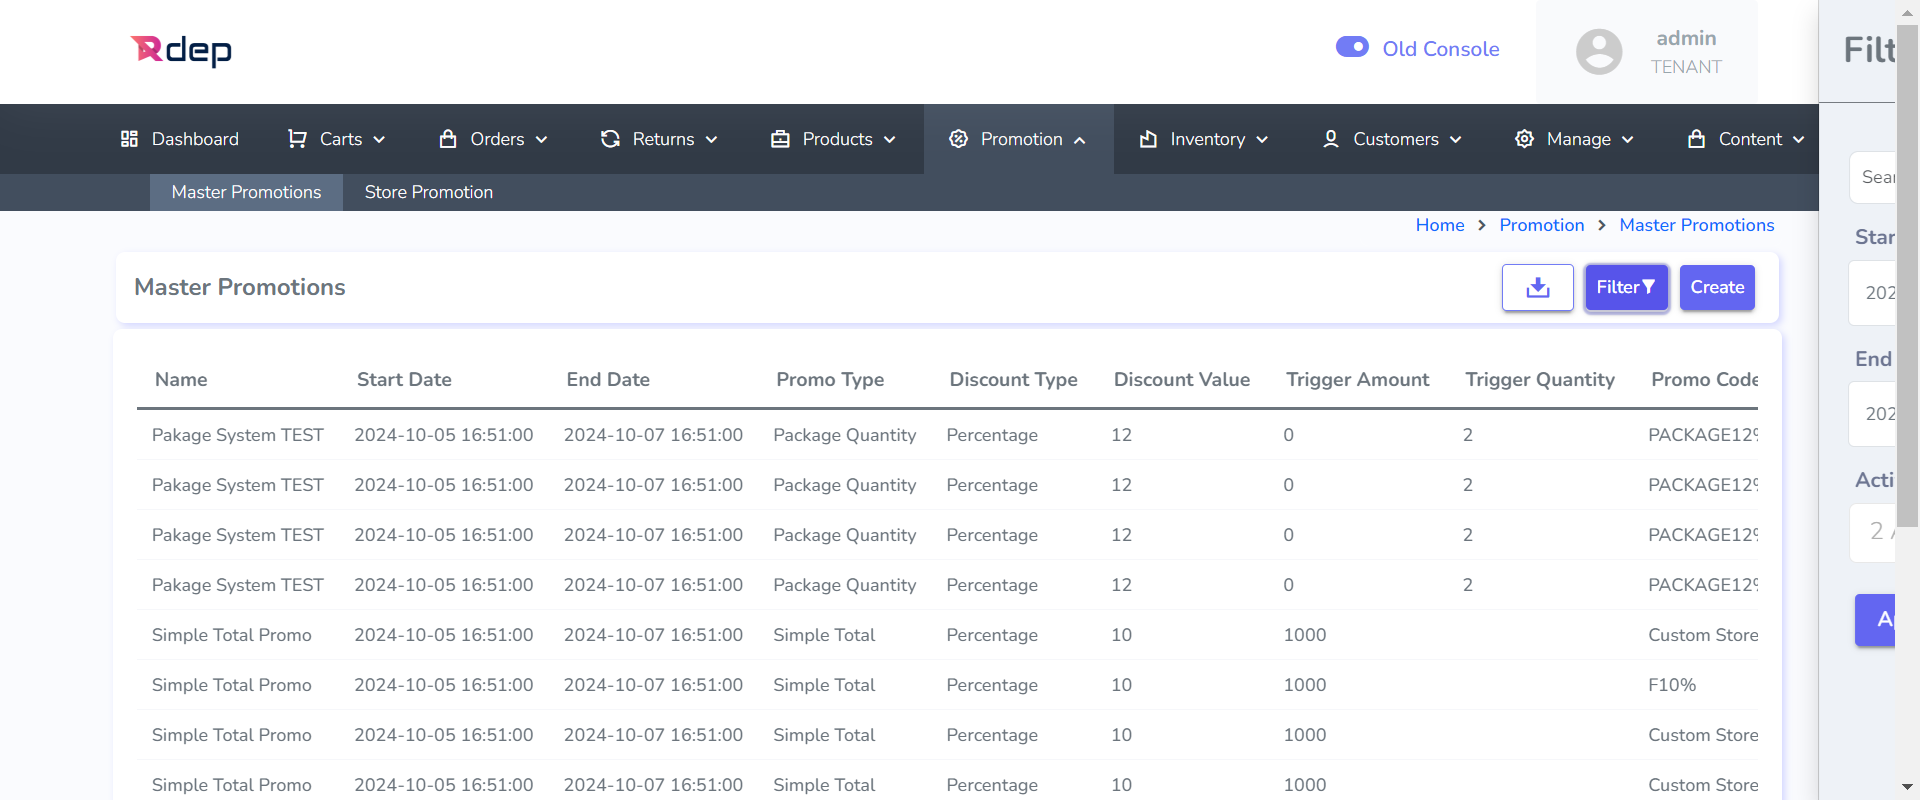 Rdep
Old Console
admin
TENANT
Dashboard Carts Orders Returns Products Promotion Inventory Customers Manage Content
Master Promotions Store Promotion
Home > Promotion > Master Promotions
Master Promotions
Filter Create
Name Start Date End Date Promo Type Discount Type Discount Value Trigger Amount Trigger Quantity Promo Code
Pakage System TEST 2024-10-05 16:51:00 2024-10-07 16:51:00 Package Quantity Percentage 12 0 2 PACKAGE12%
Pakage System TEST 2024-10-05 16:51:00 2024-10-07 16:51:00 Package Quantity Percentage 12 0 2 PACKAGE12%
Pakage System TEST 2024-10-05 16:51:00 2024-10-07 16:51:00 Package Quantity Percentage 12 0 2 PACKAGE12%
Pakage System TEST 2024-10-05 16:51:00 2024-10-07 16:51:00 Package Quantity Percentage 12 0 2 PACKAGE12%
Simple Total Promo 2024-10-05 16:51:00 2024-10-07 16:51:00 Simple Total Percentage 10 1000 Custom Store
Simple Total Promo 2024-10-05 16:51:00 2024-10-07 16:51:00 Simple Total Percentage 10 1000 F10%
Simple Total Promo 2024-10-05 16:51:00 2024-10-07 16:51:00 Simple Total Percentage 10 1000 Custom Store
Simple Total Promo 2024-10-05 16:51:00 2024-10-07 16:51:00 Simple Total Percentage 10 1000 Custom Store
Filt
Sear
Star
202
End
202
Acti
2